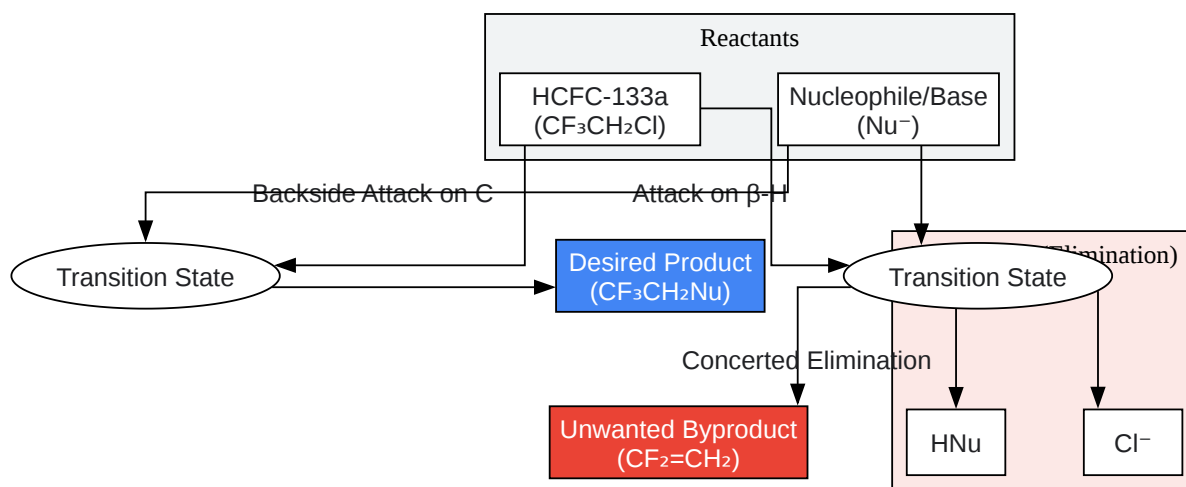 Reactants
HCFC-133a
(CF₃CH₂Cl)
Nucleophile/Base
(Nu⁻)
Backside Attack on C
Attack on β-H
Transition State
Desired Product
(CF₃CH₂Nu)
Transition State
Elimination)
Concerted Elimination
Unwanted Byproduct
(CF₂=CH₂)
HNu
Cl⁻